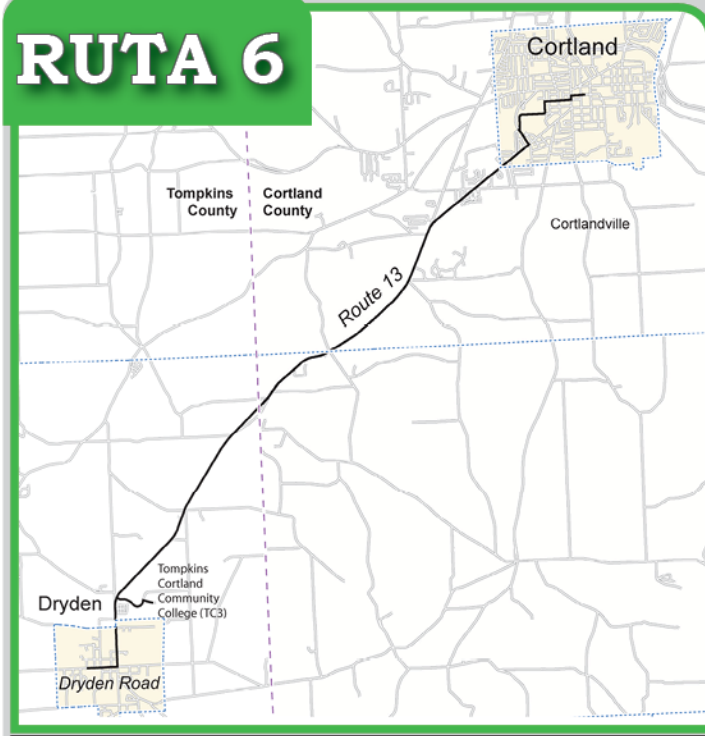 RUTA 6
Cortland
Tompkins
County
Cortland
County
Cortlandville
Route 13
Tompkins
Cortland
Community
College (TC3)
Dryden
Dryden Road